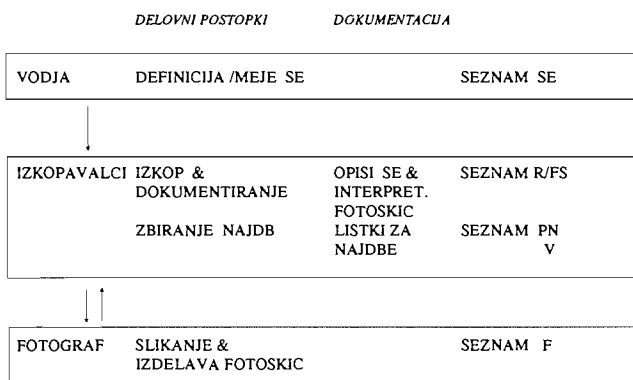 DELOVNI POSTOPKI DOKUMENTACIJA
VODJA DEFINICIJA /MEJE SE SEZNAM SE
IZKOPAVALCI IZKOP & OPISI SE & SEZNAM R/FS
DOKUMENTIRANJE INTERPRET.
FOTOSKIC
ZBIRANJE NAJDB LISTKI ZA SEZNAM PN
NAJDBE V
FOTOGRAF SLIKANJE & SEZNAM F
IZDELAVA FOTOSKIC